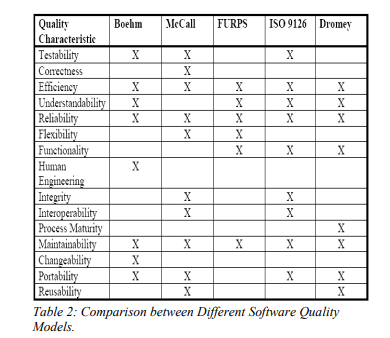 Quality Characteristic Boehm McCall FURPS ISO 9126 Dromey
Testability X X X
Correctness X
Efficiency X X X X X
Understandability X X X X
Reliability X X X X X
Flexibility X X
Functionality X X X
Human Engineering X
Integrity X X
Interoperability X X
Process Maturity X
Maintainability X X X X X
Changeability X
Portability X X X X
Reusability X X
Table 2: Comparison between Different Software Quality
Models.